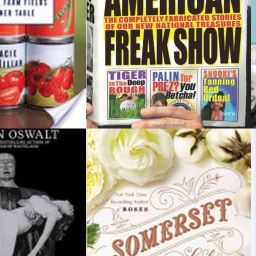 FARM FIELDS
NER TABLE
ACIE
MILLAN
AMERICAN
THE COMPLETELY FABRICATED STORIES
OF OUR NEW NATIONAL TREASURES
FREAK SHOW
TIGER
IN The Deep
ROUGH
PALIN
for PREZ?
You Betcha!
SNOOKI'S
Tanning
Bed
Ordeal
N OSWALT
New York Times
Bestselling Author of
ROSES
SOMERSET